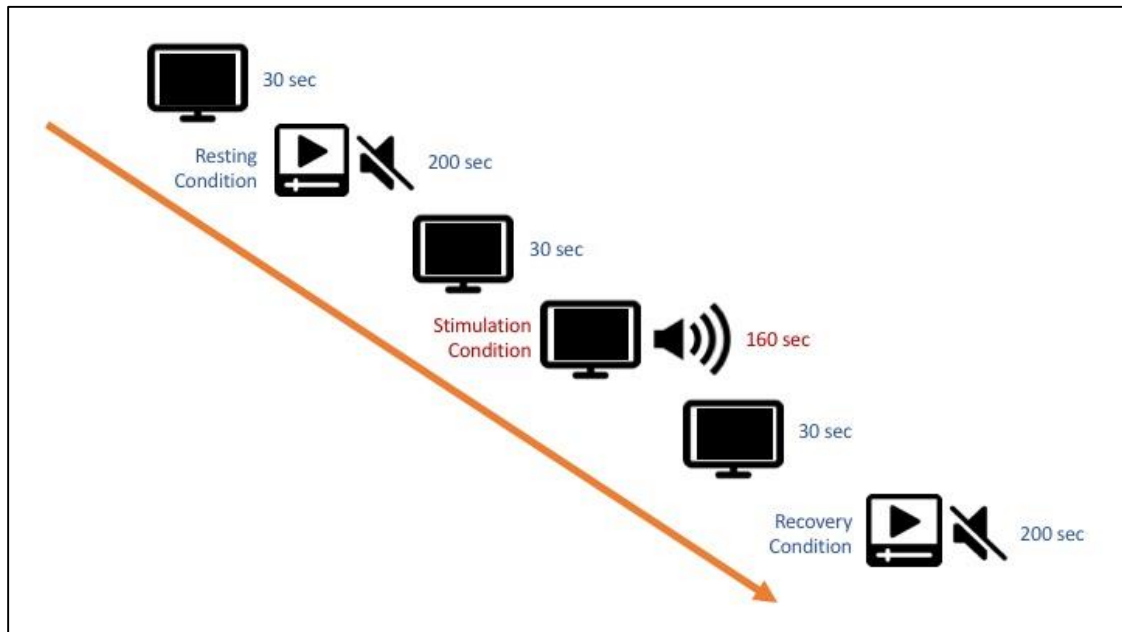 30 sec
Resting
Condition
200 sec
30 sec
Stimulation
Condition
160 sec
30 sec
Recovery
Condition
200 sec